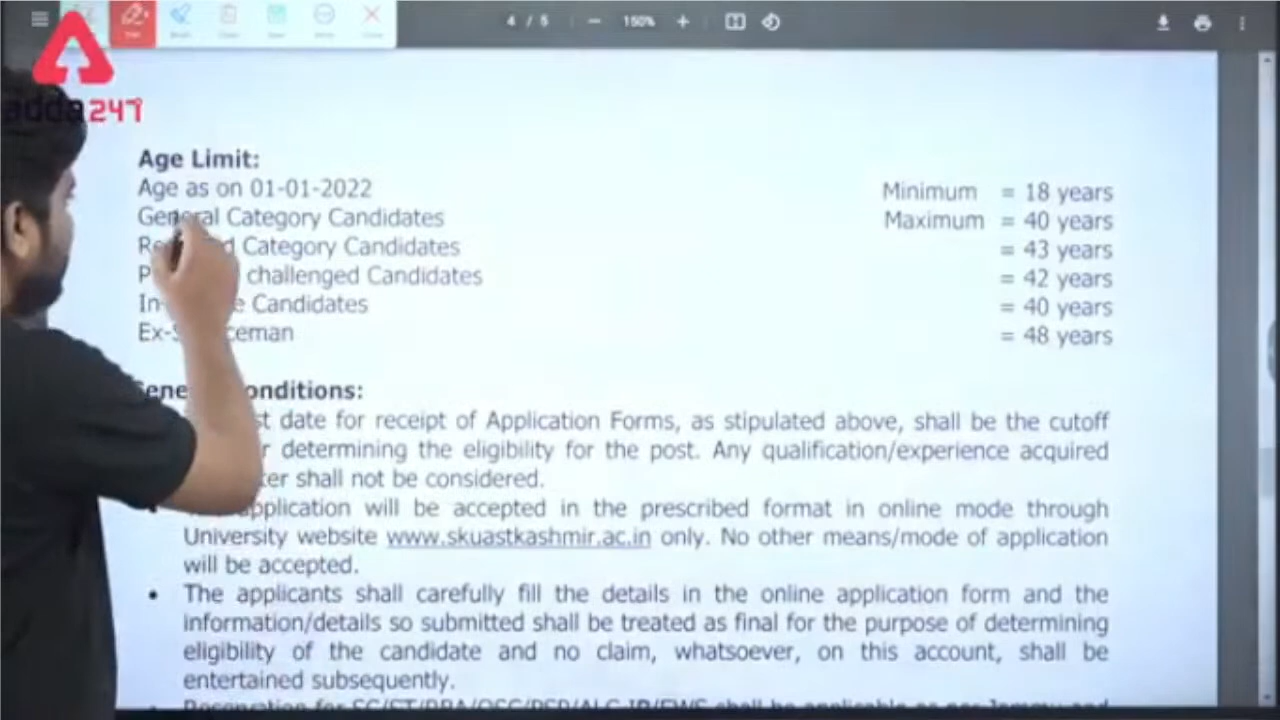 4 / 5
150%
adda247
Age Limit:
Age as on 01-01-2022 Minimum = 18 years
General Category Candidates Maximum = 40 years
Category Candidates = 43 years
challenged Candidates = 42 years
Candidates = 40 years
= 48 years
Conditions:
date for receipt of Application Forms, as stipulated above, shall be the cutoff
determining the eligibility for the post. Any qualification/experience acquired
shall not be considered.
application will be accepted in the prescribed format in online mode through
University website www.skuastkashmir.ac.in only. No other means/mode of application
will be accepted.
• The applicants shall carefully fill the details in the online application form and the
information/details so submitted shall be treated as final for the purpose of determining
eligibility of the candidate and no claim, whatsoever, on this account, shall be
entertained subsequently.